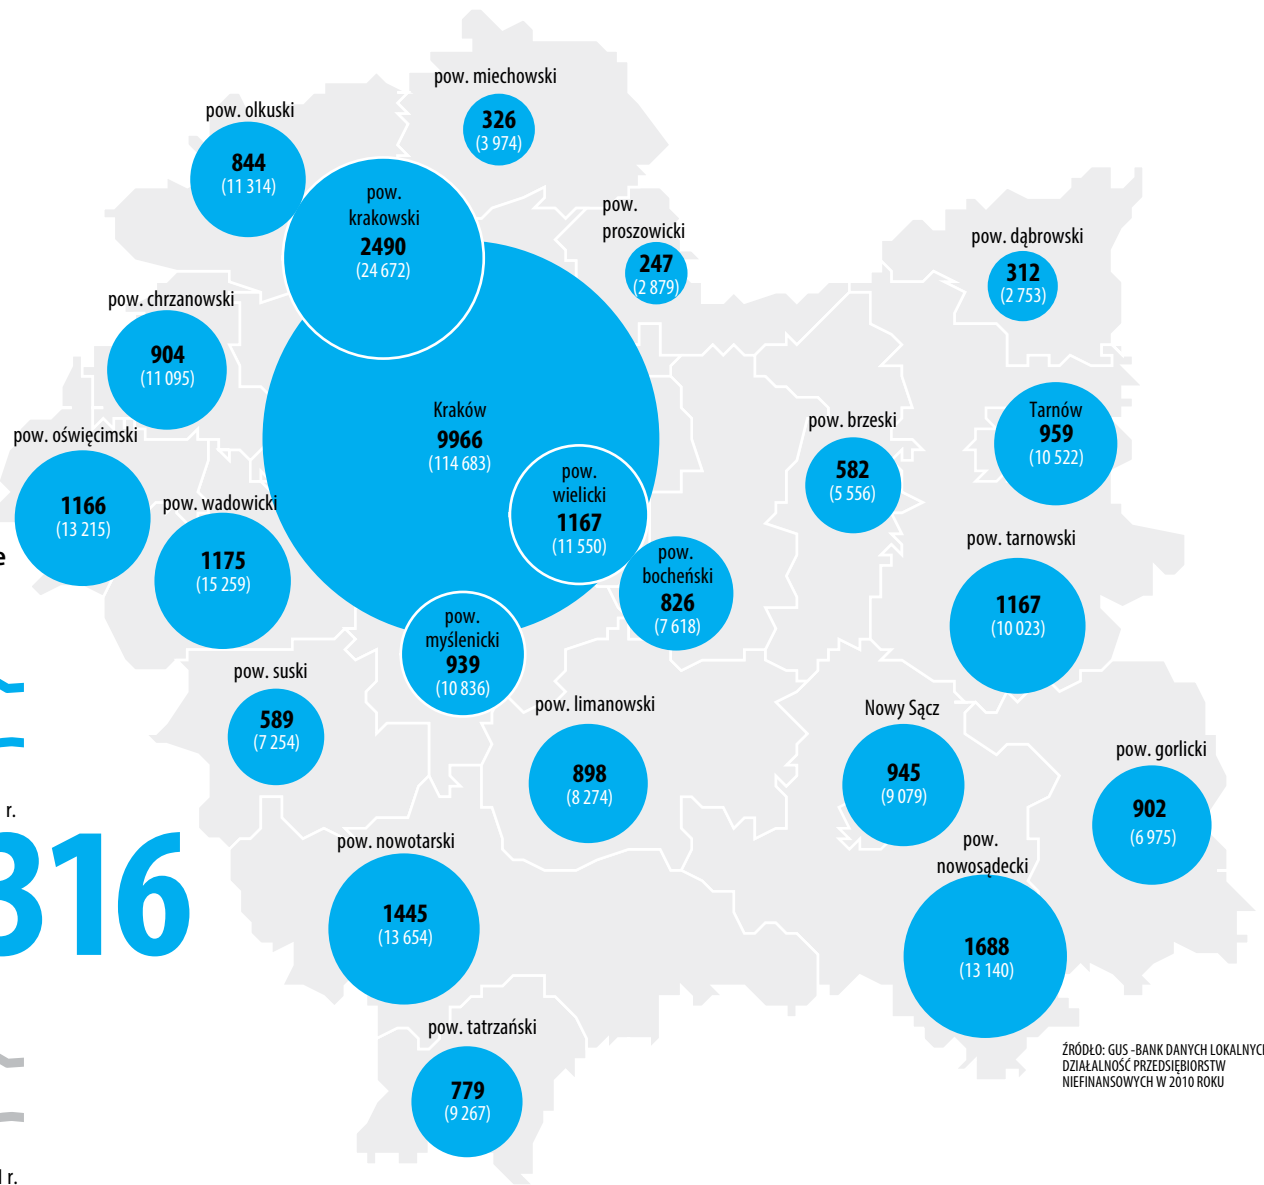 pow. miechowski
326
(3 974)
pow. olkuski
844
(11 314)
pow.
krakowski
2490
(24 672)
pow.
proszowicki
247
(2 879)
pow. dąbrowski
312
(2 753)
pow. chrzanowski
904
(11 095)
Kraków
9966
(114 683)
pow. brzeski
582
(5 556)
Tarnów
959
(10 522)
pow. oświęcimski
1166
(13 215)
pow. wadowicki
1175
(15 259)
pow.
wielicki
1167
(11 550)
pow.
bocheński
826
(7 618)
pow. tarnowski
1167
(10 023)
e
pow.
myślenicki
939
(10 836)
pow. suski
589
(7 254)
pow. limanowski
898
(8 274)
Nowy Sącz
945
(9 079)
pow. gorlicki
902
(6 975)
r.
316
pow. nowotarski
1445
(13 654)
pow.
nowosądecki
1688
(13 140)
pow. tatrzański
779
(9 267)
ŹRÓDŁO: GUS -BANK DANYCH LOKALNYCH
DZIAŁALNOŚĆ PRZEDSIĘBIORSTW
NIEFINANSOWYCH W 2010 ROKU
r.